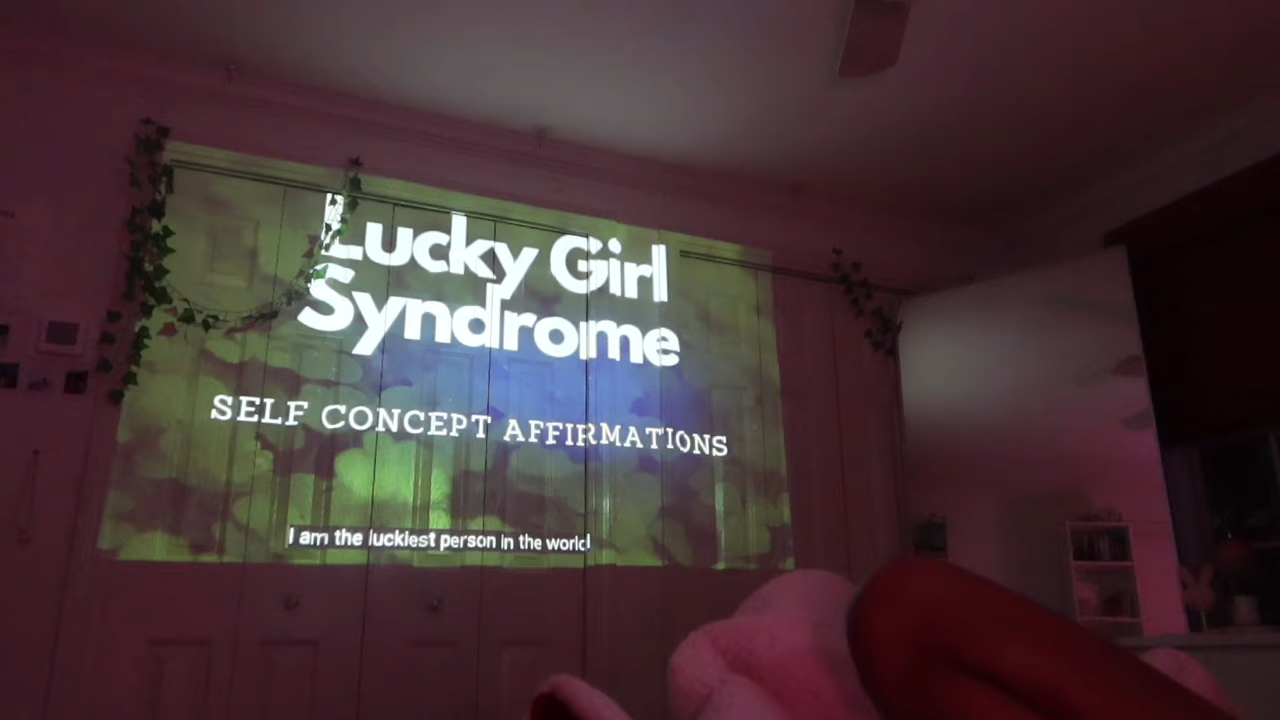 Lucky Girl
Syndrome
SELF CONCEPT AFFIRMATIONS
I am the luckiest person in the world